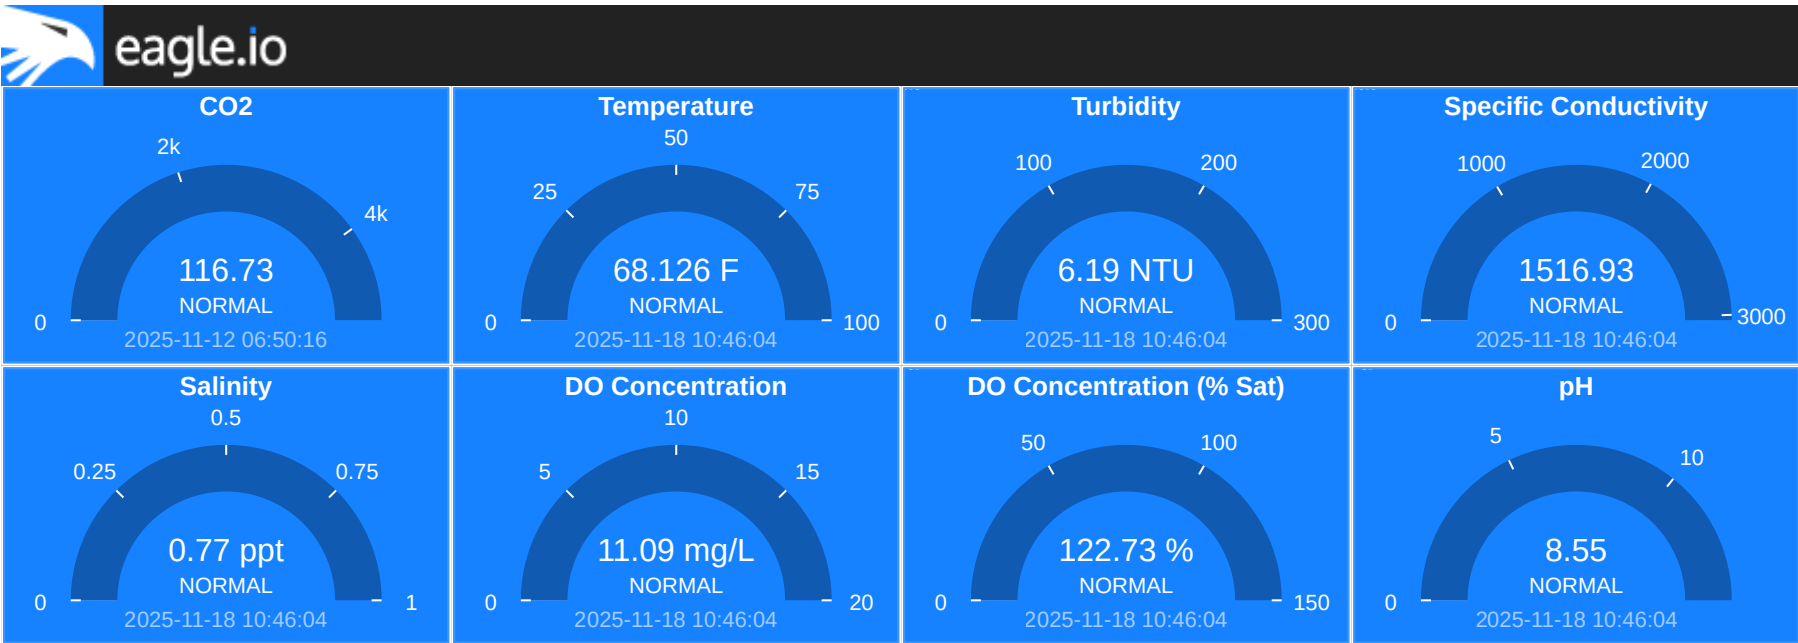 eagle.io
CO2
2k
4k
116.73
NORMAL
0
2025-11-12 06:50:16
Temperature
50
25
75
68.126 F
NORMAL
0
100
2025-11-18 10:46:04
Turbidity
100
200
6.19 NTU
NORMAL
0
300
2025-11-18 10:46:04
Specific Conductivity
1000
2000
1516.93
NORMAL
0
3000
2025-11-18 10:46:04
Salinity
0.5
0.25
0.75
0.77 ppt
NORMAL
0
1
2025-11-18 10:46:04
DO Concentration
10
5
15
11.09 mg/L
NORMAL
0
20
2025-11-18 10:46:04
DO Concentration (% Sat)
50
100
122.73 %
NORMAL
0
150
2025-11-18 10:46:04
pH
5
10
8.55
NORMAL
0
2025-11-18 10:46:04